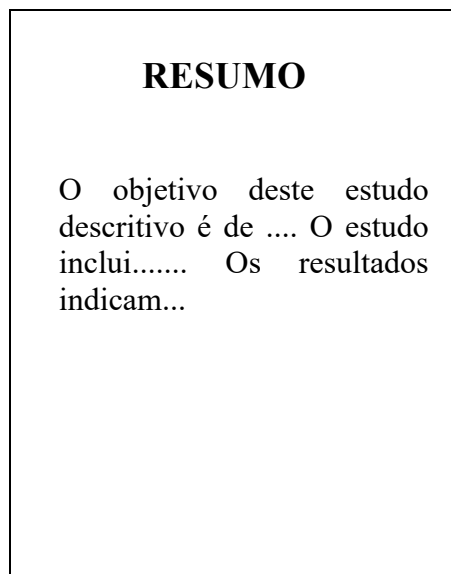 RESUMO
O objetivo deste estudo
descritivo é de .... O estudo
inclui....... Os resultados
indicam...